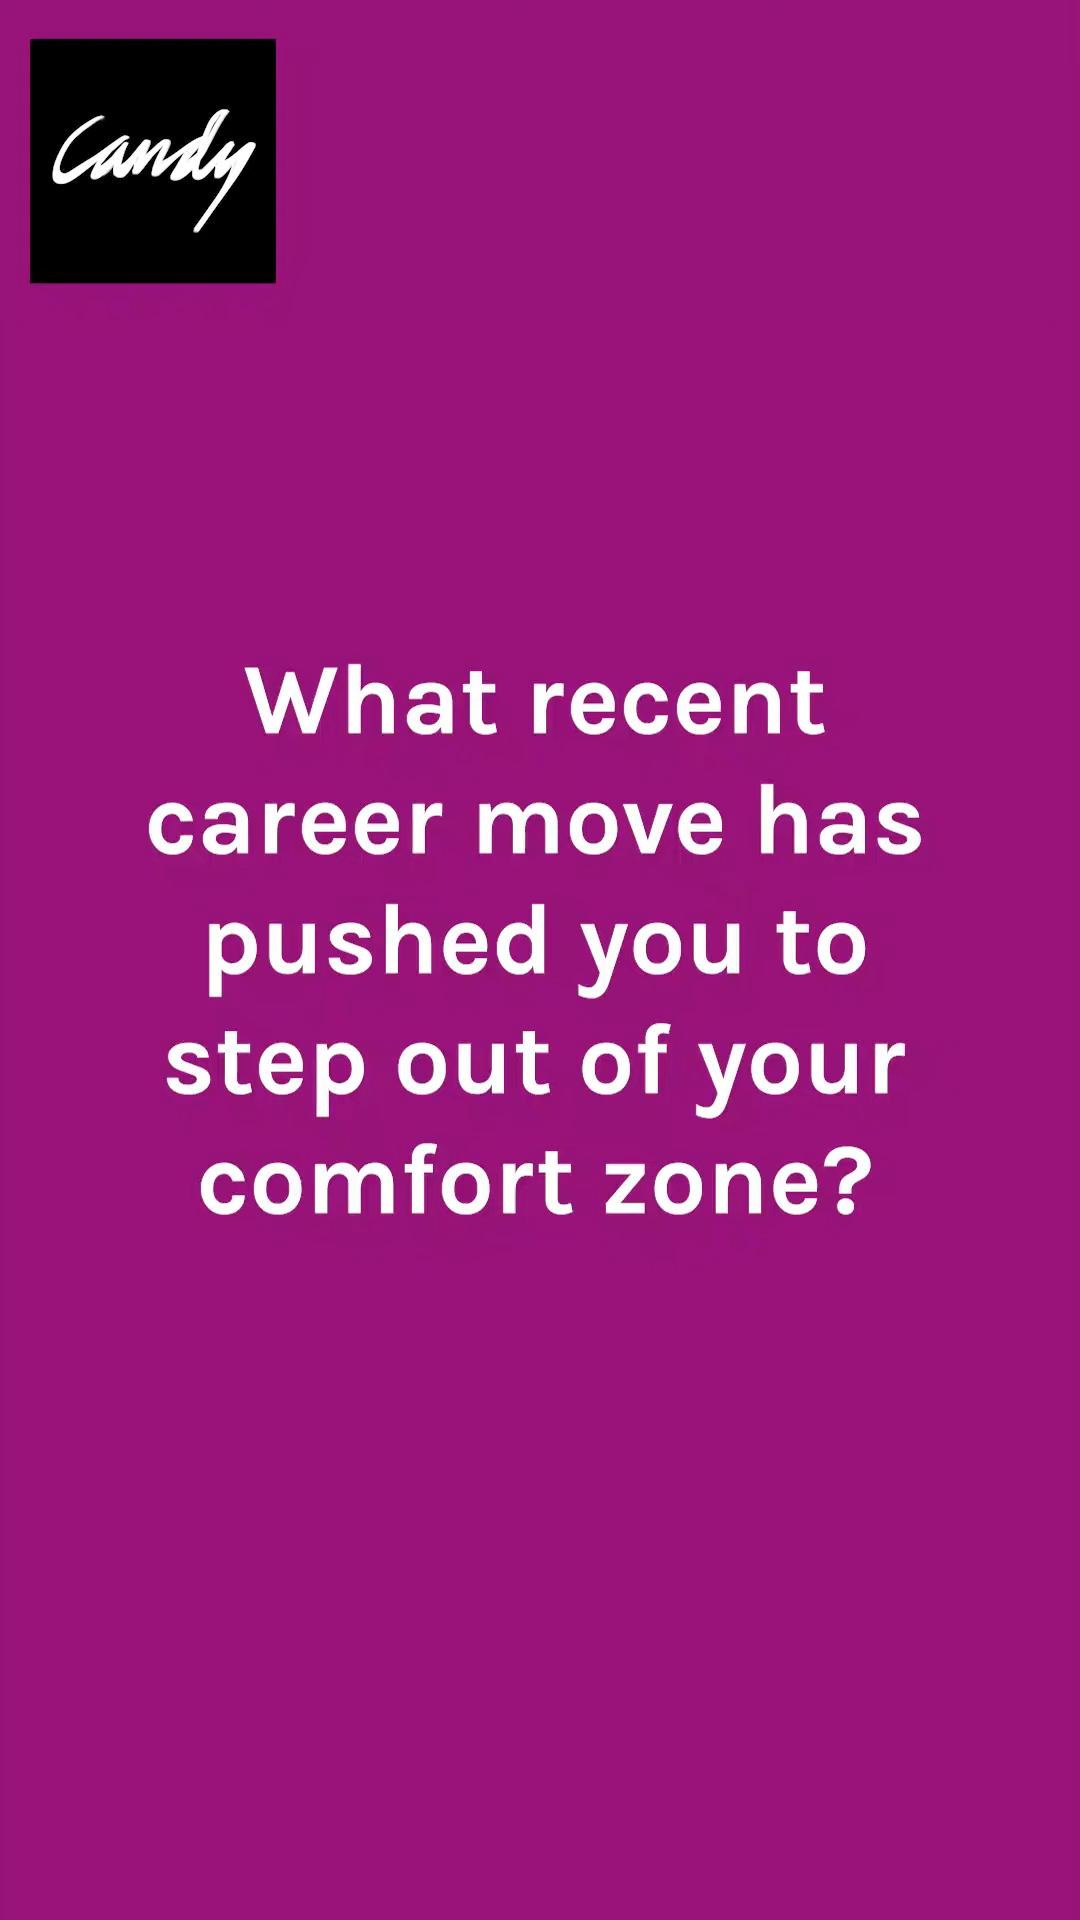 Candy
What recent
career move has
pushed you to
step out of your
comfort zone?